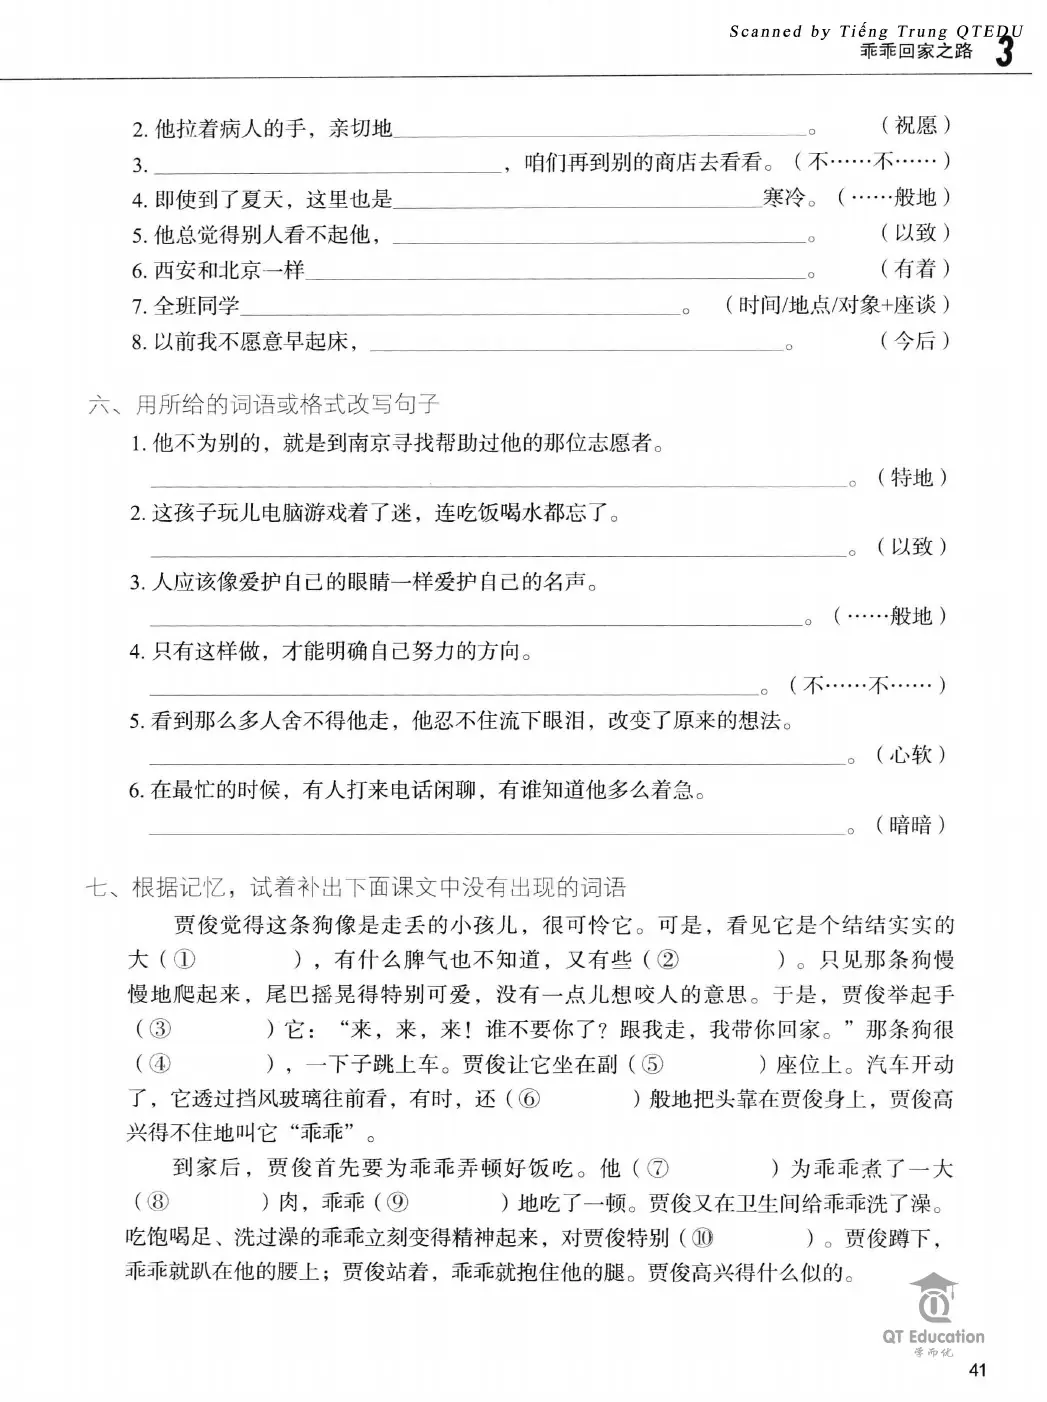 Scanned by Tiếng Trung QTEDU
乖乖回家之路 3
2. 他拉着病人的手，亲切地____________________。 （祝愿）
3. ____________________，咱们再到别的商店去看看。（不……不……）
4. 即使到了夏天，这里也是____________________寒冷。（……般地）
5. 他总觉得别人看不起他，____________________。 （以致）
6. 西安和北京一样____________________。 （有着）
7. 全班同学____________________。 （时间/地点/对象+座谈）
8. 以前我不愿意早起床，____________________。 （今后）
六、用所给的词语或格式改写句子
1. 他不为别的，就是到南京寻找帮助过他的那位志愿者。
____________________。（特地）
2. 这孩子玩儿电脑游戏着了迷，连吃饭喝水都忘了。
____________________。（以致）
3. 人应该像爱护自己的眼睛一样爱护自己的名声。
____________________。（……般地）
4. 只有这样做，才能明确自己努力的方向。
____________________。（不……不……）
5. 看到那么多人舍不得他走，他忍不住流下眼泪，改变了原来的想法。
____________________。（心软）
6. 在最忙的时候，有人打来电话闲聊，有谁知道他多么着急。
____________________。（暗暗）
七、根据记忆，试着补出下面课文中没有出现的词语
贾俊觉得这条狗像是走丢的小孩儿，很可怜它。可是，看见它是个结结实实的
大（① ），有什么脾气也不知道，又有些（② ）。只见那条狗慢
慢地爬起来，尾巴摇晃得特别可爱，没有一点儿想咬人的意思。于是，贾俊举起手
（③ ）它：“来，来，来！谁不要你了？跟我走，我带你回家。”那条狗很
（④ ），一下子跳上车。贾俊让它坐在副（⑤ ）座位上。汽车开动
了，它透过挡风玻璃往前看，有时，还（⑥ ）般地把头靠在贾俊身上，贾俊高
兴得不住地叫它“乖乖”。
到家后，贾俊首先要为乖乖弄顿好饭吃。他（⑦ ）为乖乖煮了一大
（⑧ ）肉，乖乖（⑨ ）地吃了一顿。贾俊又在卫生间给乖乖洗了澡。
吃饱喝足、洗过澡的乖乖立刻变得精神起来，对贾俊特别（⑩ ）。贾俊蹲下，
乖乖就趴在他的腰上；贾俊站着，乖乖就抱住他的腿。贾俊高兴得什么似的。
QT Education
学而优
41